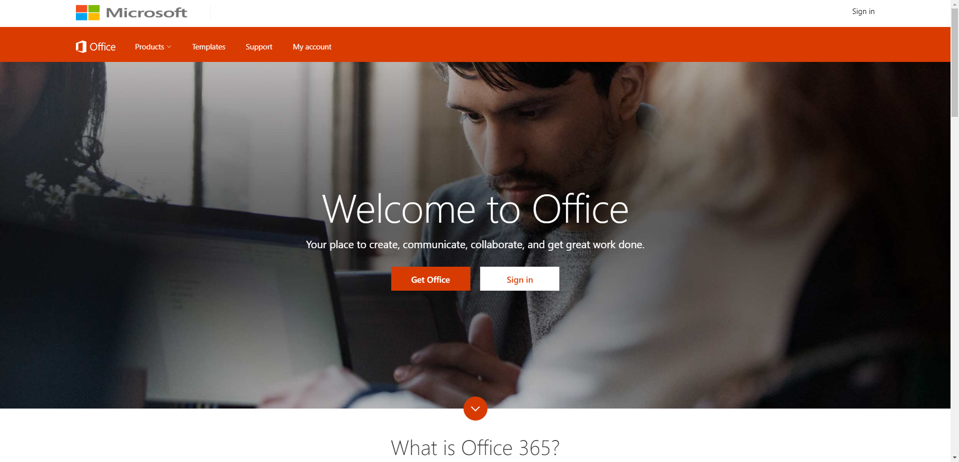 Microsoft
Sign in
Office
Products
Templates
Support
My account
Welcome to Office
Your place to create, communicate, collaborate, and get great work done.
Get Office
Sign in
What is Office 365?